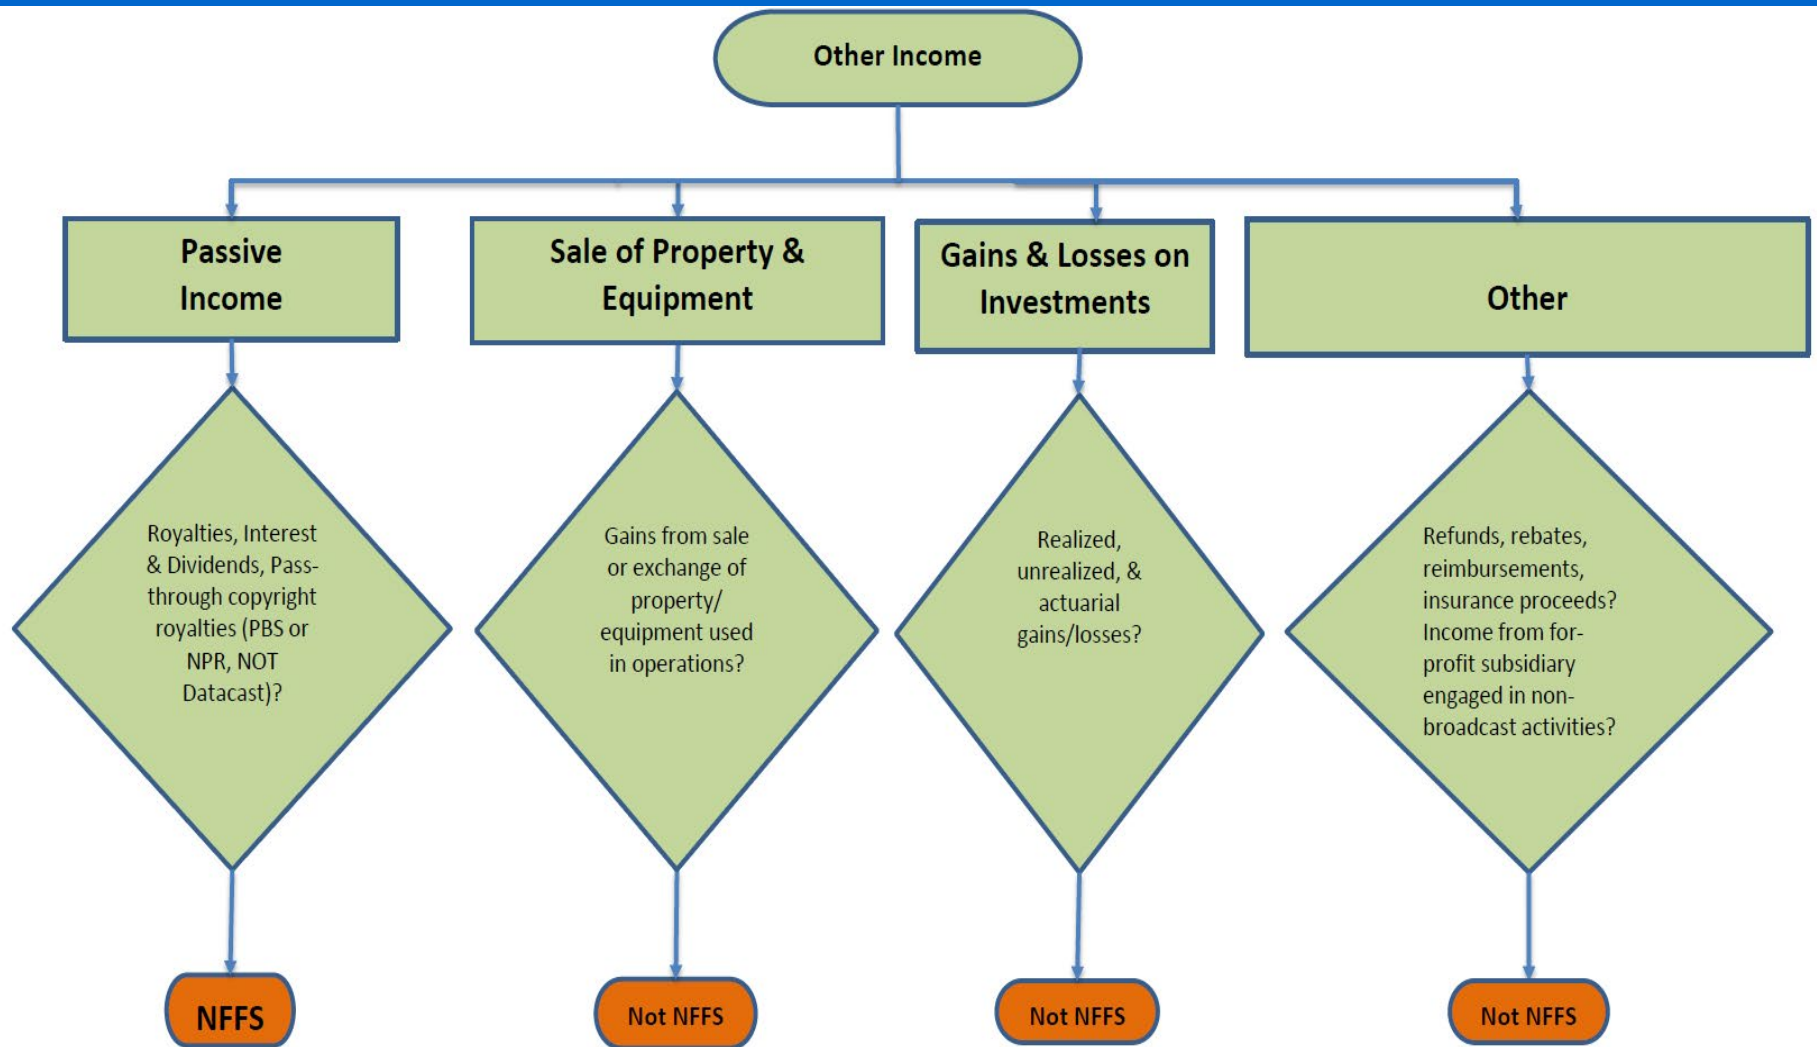 Other Income
Passive
Income
Sale of Property &
Equipment
Gains & Losses on
Investments
Other
Royalties, Interest
& Dividends, Pass-
through copyright
royalties (PBS or
NPR, NOT
Datacast)?
Gains from sale
or exchange of
property/
equipment used
in operations?
Realized,
unrealized, &
actuarial
gains/losses?
Refunds, rebates,
reimbursements,
insurance proceeds?
Income from for-
profit subsidiary
engaged in non-
broadcast activities?
NFFS
Not NFFS
Not NFFS
Not NFFS